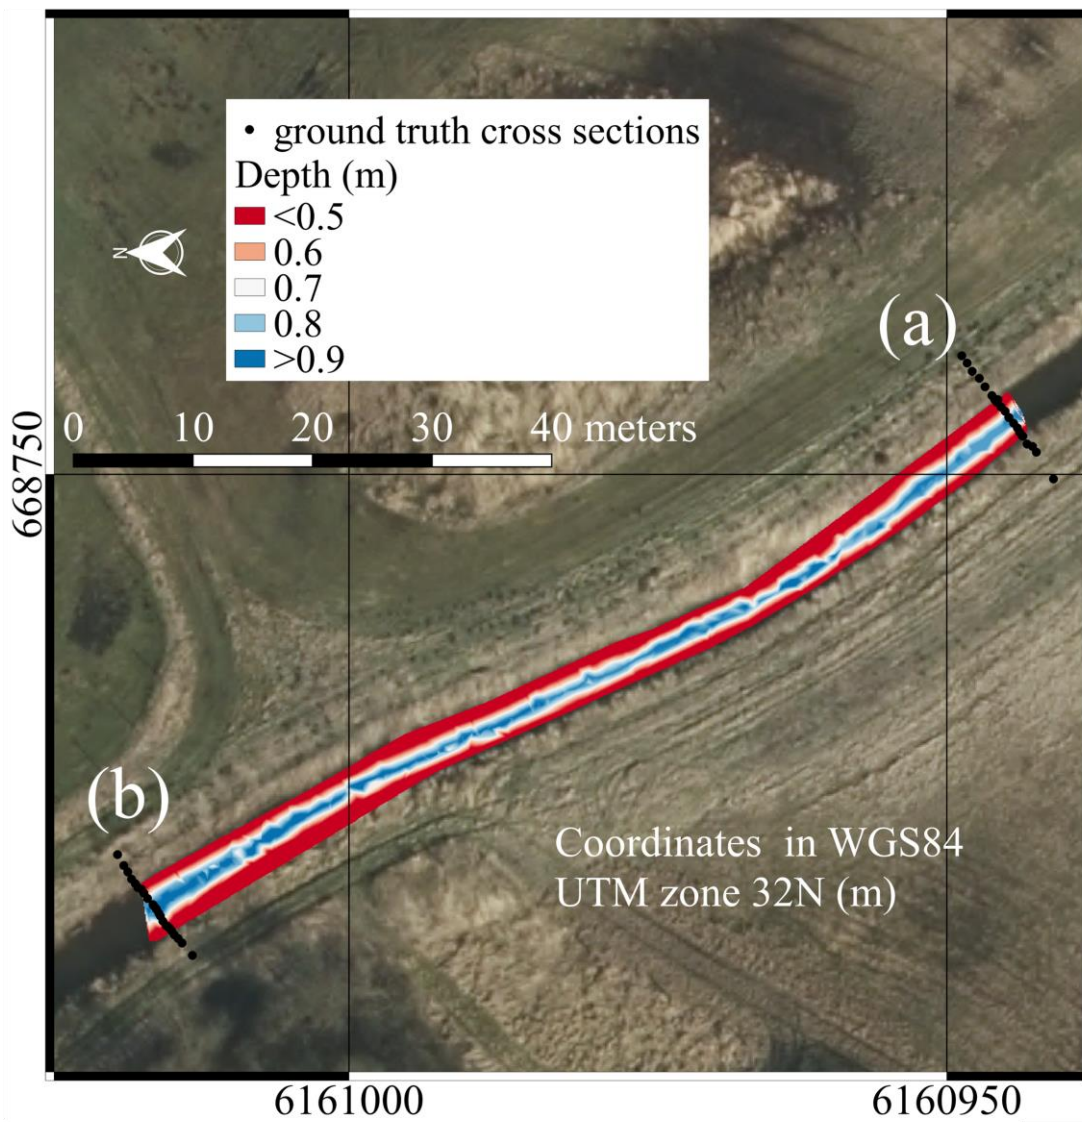 • ground truth cross sections
Depth (m)
<0.5
0.6
0.7
0.8
>0.9
N
(a)
0 10 20 30 40 meters
668750
(b)
Coordinates in WGS84
UTM zone 32N (m)
6161000 6160950